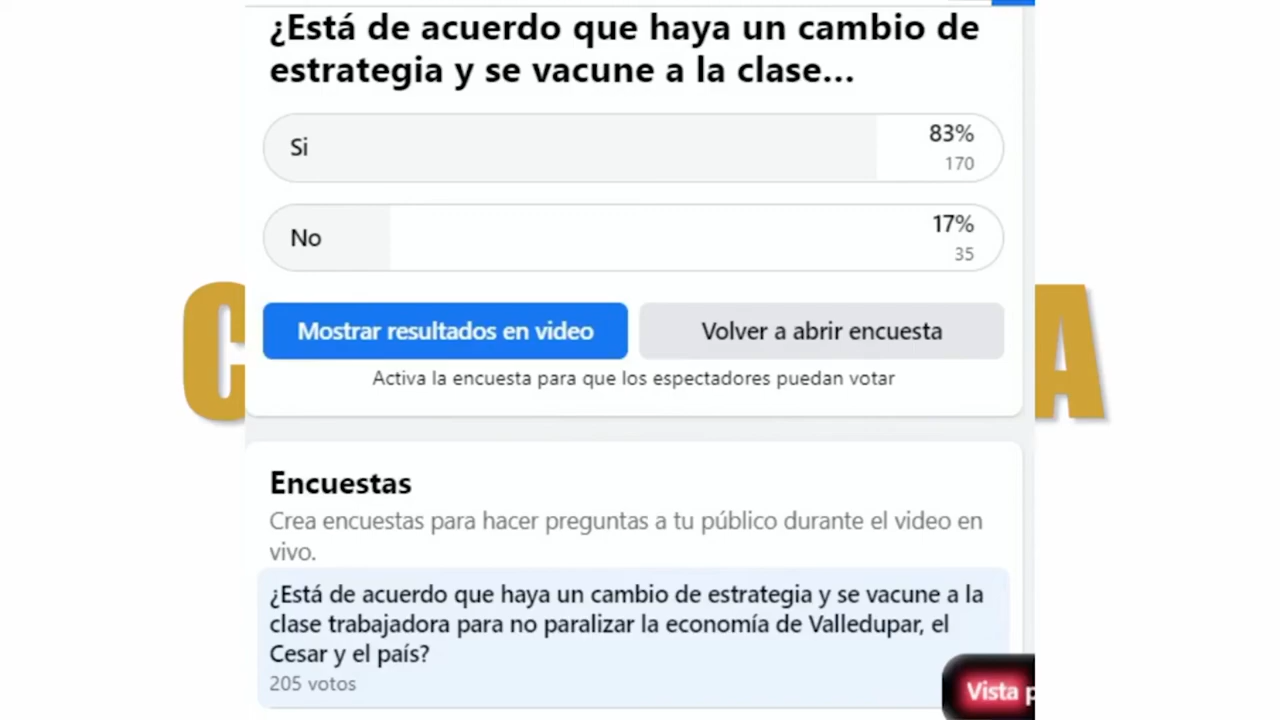 ¿Está de acuerdo que haya un cambio de
estrategia y se vacune a la clase...
Si
83%
170
No
17%
35
Mostrar resultados en video
Volver a abrir encuesta
Activa la encuesta para que los espectadores puedan votar
Encuestas
Crea encuestas para hacer preguntas a tu público durante el video en
vivo.
¿Está de acuerdo que haya un cambio de estrategia y se vacune a la
clase trabajadora para no paralizar la economía de Valledupar, el
Cesar y el país?
205 votos
Vista